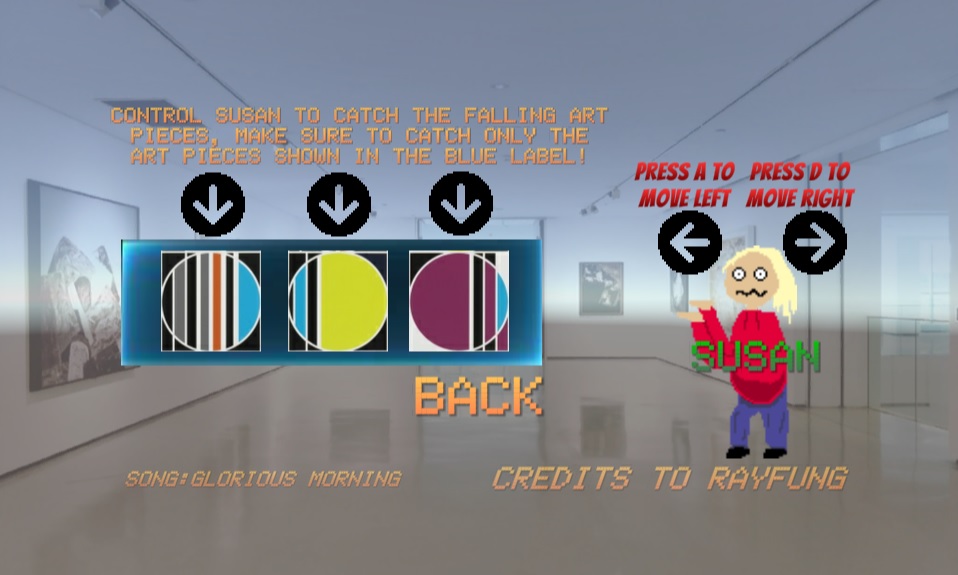 CONTROL SUSAN TO CATCH THE FALLING ART
PIECES, MAKE SURE TO CATCH ONLY THE
ART PIECES SHOWN IN THE BLUE LABEL!
PRESS A TO
MOVE LEFT
PRESS D TO
MOVE RIGHT
SUSAN
BACK
SONG:GLORIOUS MORNING
CREDITS TO RAYFUNG